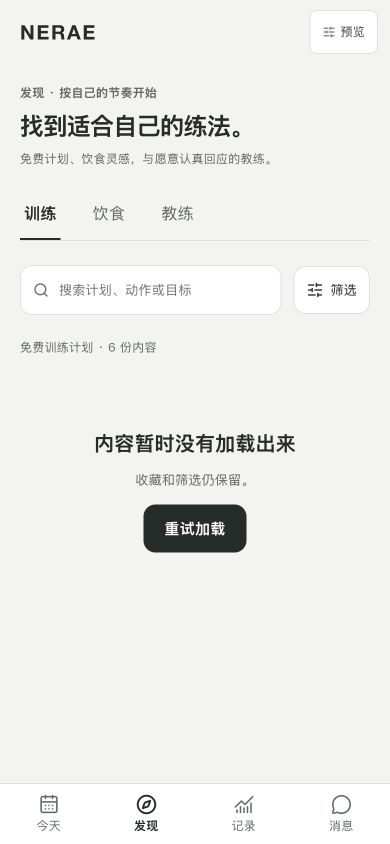 NERAE
预览
发现 · 按自己的节奏开始
找到适合自己的练法。
免费计划、饮食灵感，与愿意认真回应的教练。
训练 饮食 教练
搜索计划、动作或目标
筛选
免费训练计划 · 6 份内容
内容暂时没有加载出来
收藏和筛选仍保留。
重试加载
今天 发现 记录 消息